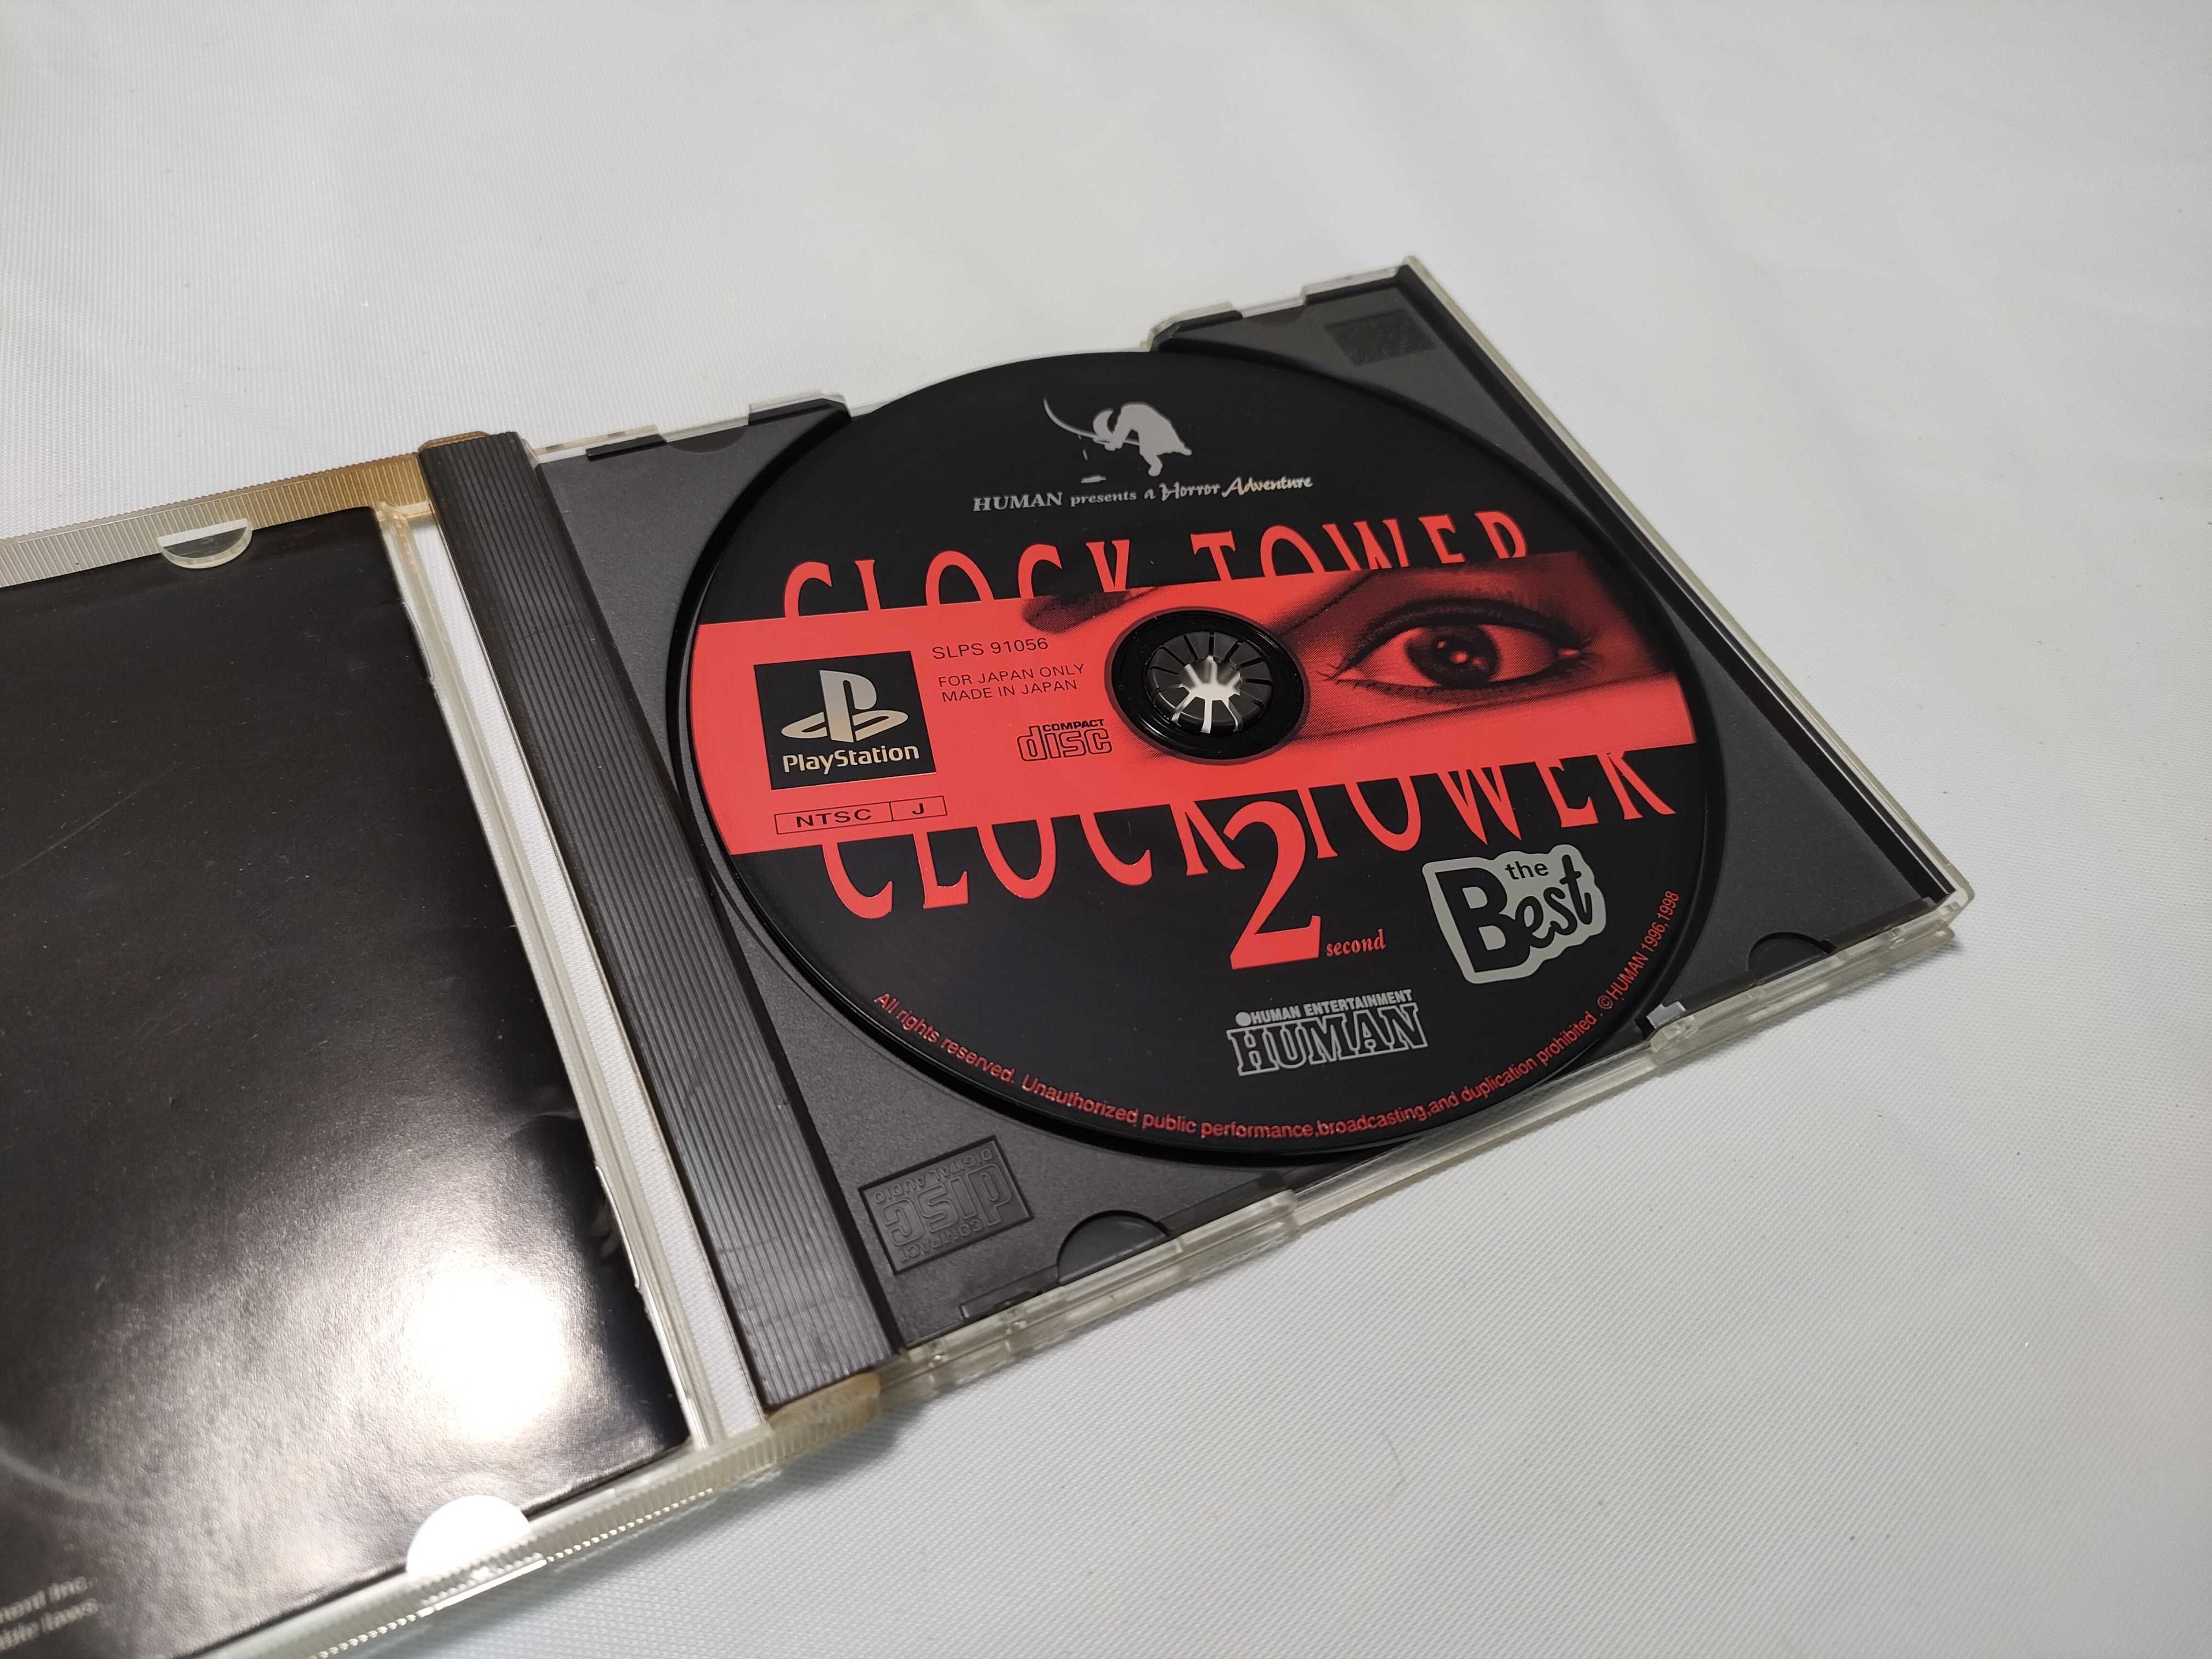 HUMAN presents a Horror Adventure
CLOCK TOWER
SLPS 91056
FOR JAPAN ONLY
MADE IN JAPAN
PlayStation
COMPACT
disc
NTSC J
CLOCK TOWER
2
second
the
Best
HUMAN ENTERTAINMENT
HUMAN
All rights reserved. Unauthorized public performance,broadcasting,and duplication prohibited. ©HUMAN 1996,1998
COMPACT
disc
DIGITAL AUDIO
Inc.
laws.